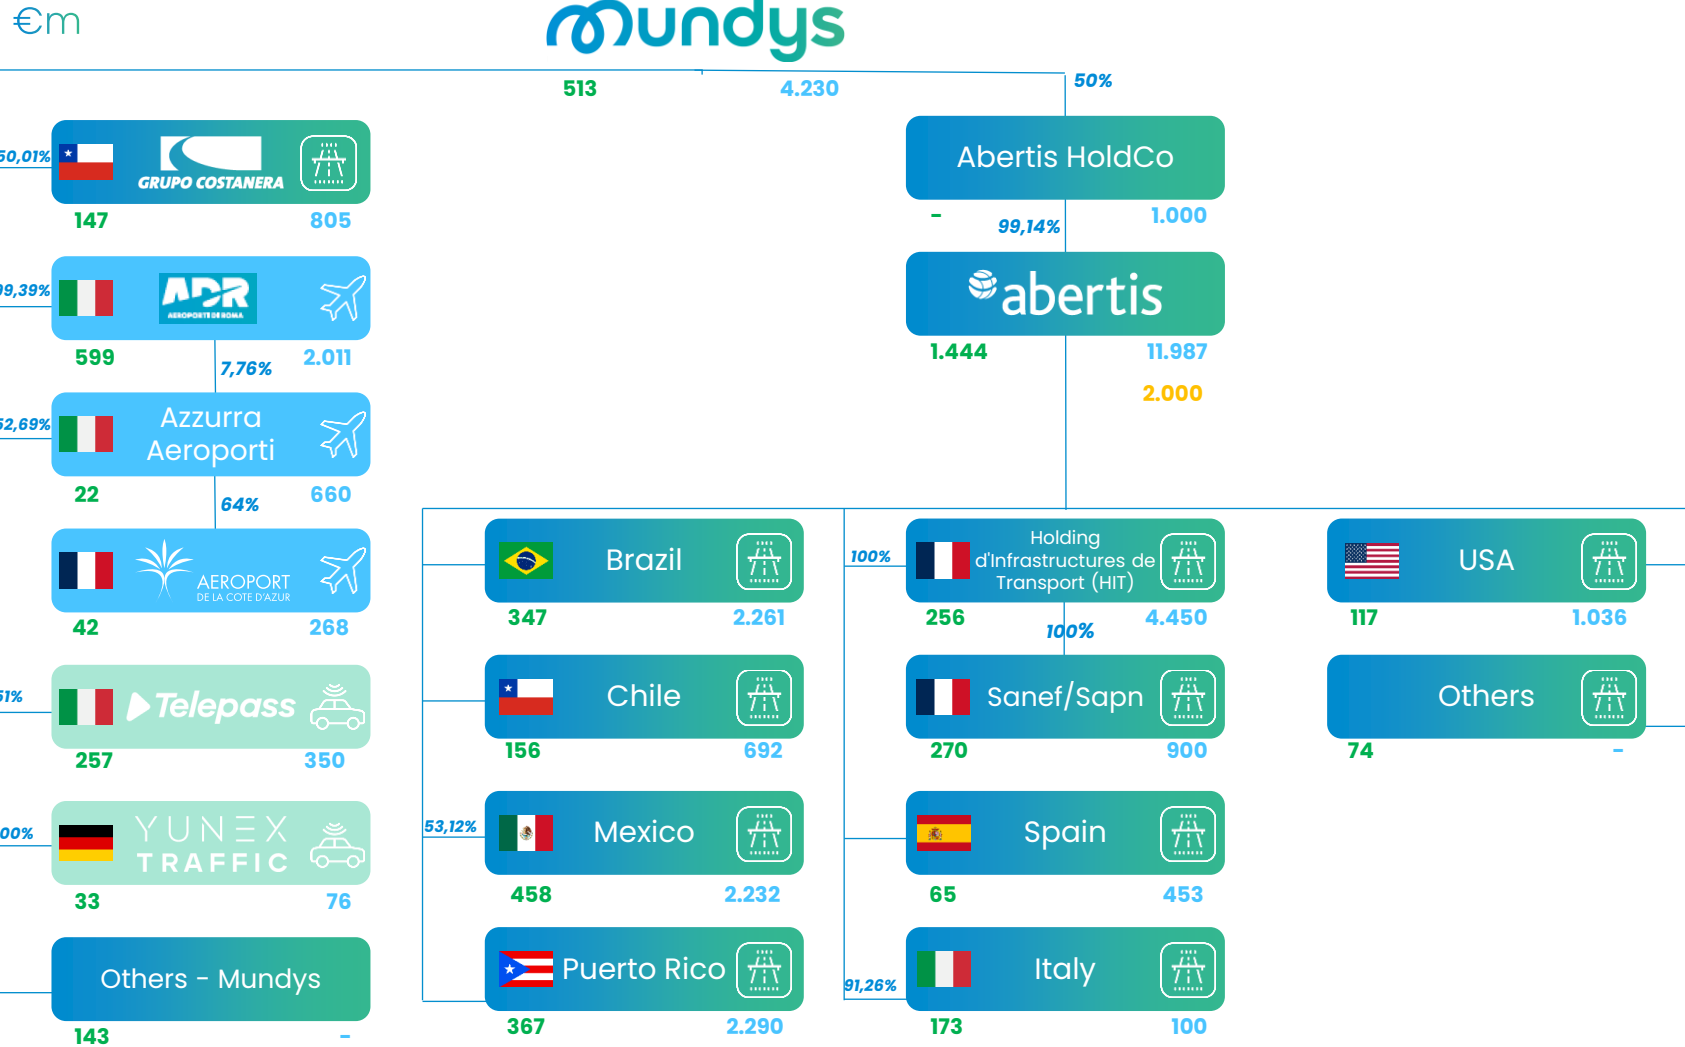 €m
mundys
513
4.230
50%
50,01%
GRUPO COSTANERA
147
805
99,39%
ADR
AEROPORTI DI ROMA
599
2.011
7,76%
52,69%
Azzurra
Aeroporti
22
660
64%
AEROPORT
DE LA COTE D'AZUR
42
268
51%
Telepass
257
350
00%
YUNEX
TRAFFIC
33
76
Others - Mundys
143
-
Abertis HoldCo
-
1.000
99,14%
abertis
1.444
11.987
2.000
Brazil
347
2.261
Chile
156
692
53,12%
Mexico
458
2.232
Puerto Rico
367
2.290
100%
Holding
d'Infrastructures de
Transport (HIT)
256
4.450
100%
Sanef/Sapn
270
900
Spain
65
453
91,26%
Italy
173
100
USA
117
1.036
Others
74
-